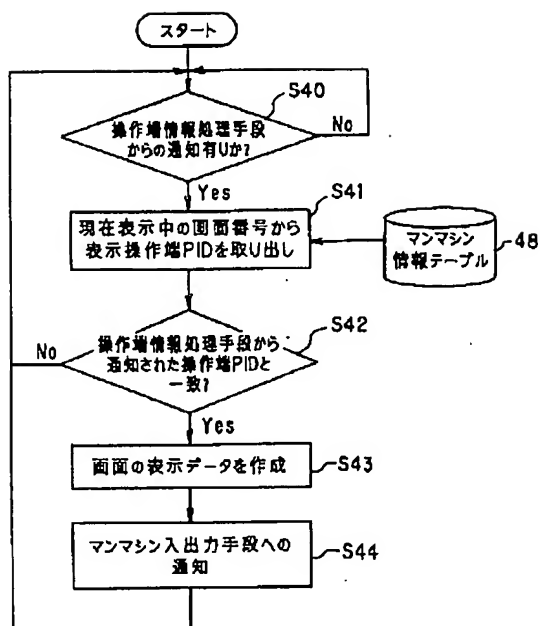 スタート
S40
操作端情報処理手段
からの通知有りか?
No
Yes
S41
現在表示中の画面番号から
表示操作端PIDを取り出し
マンマシン
情報テーブル
48
S42
No
操作端情報処理手段から
通知された操作端PIDと
一致?
Yes
画面の表示データを作成
S43
マンマシン入出力手段への
通知
S44